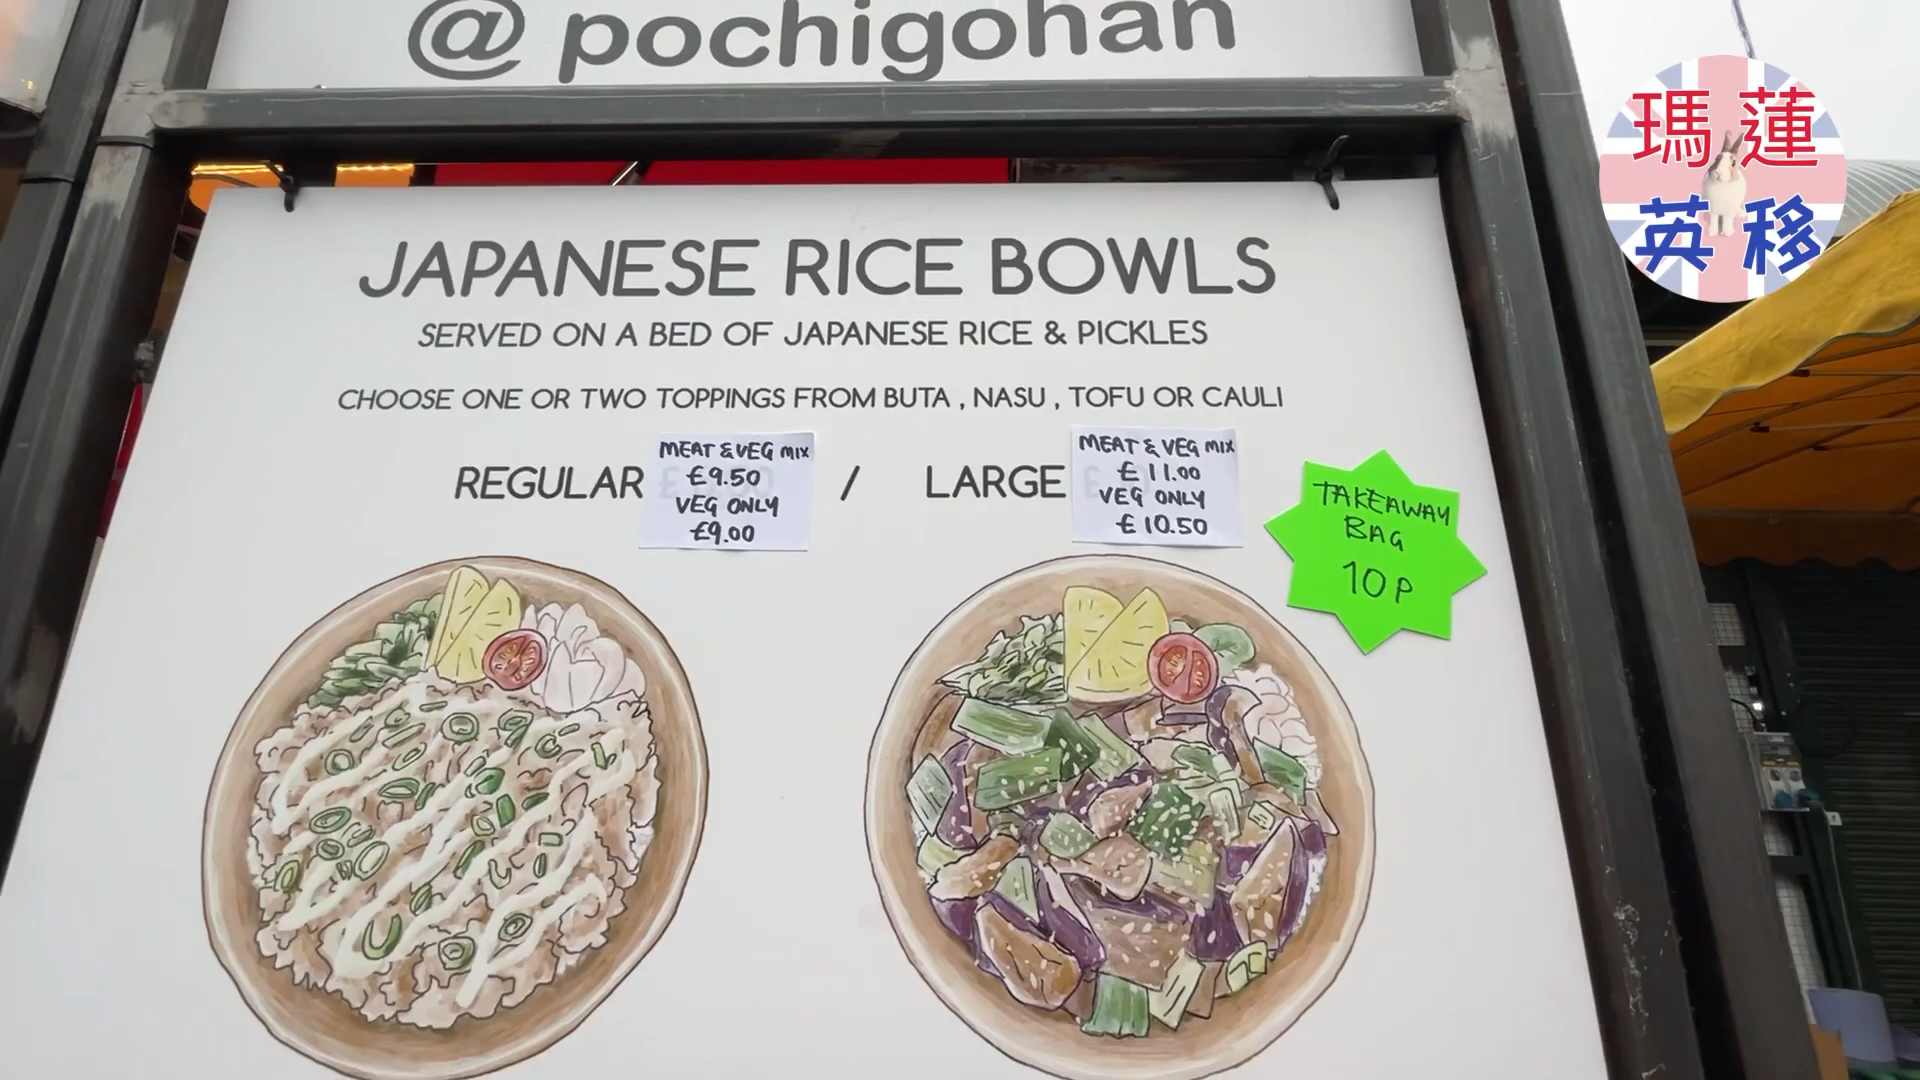 @pochigohan
瑪蓮
英移
JAPANESE RICE BOWLS
SERVED ON A BED OF JAPANESE RICE & PICKLES
CHOOSE ONE OR TWO TOPPINGS FROM BUTA , NASU , TOFU OR CAULI
REGULAR
MEAT & VEG MIX
£9.50
VEG ONLY
£9.00
/
LARGE
MEAT & VEG MIX
£11.00
VEG ONLY
£10.50
TAKEAWAY
BAG
10P